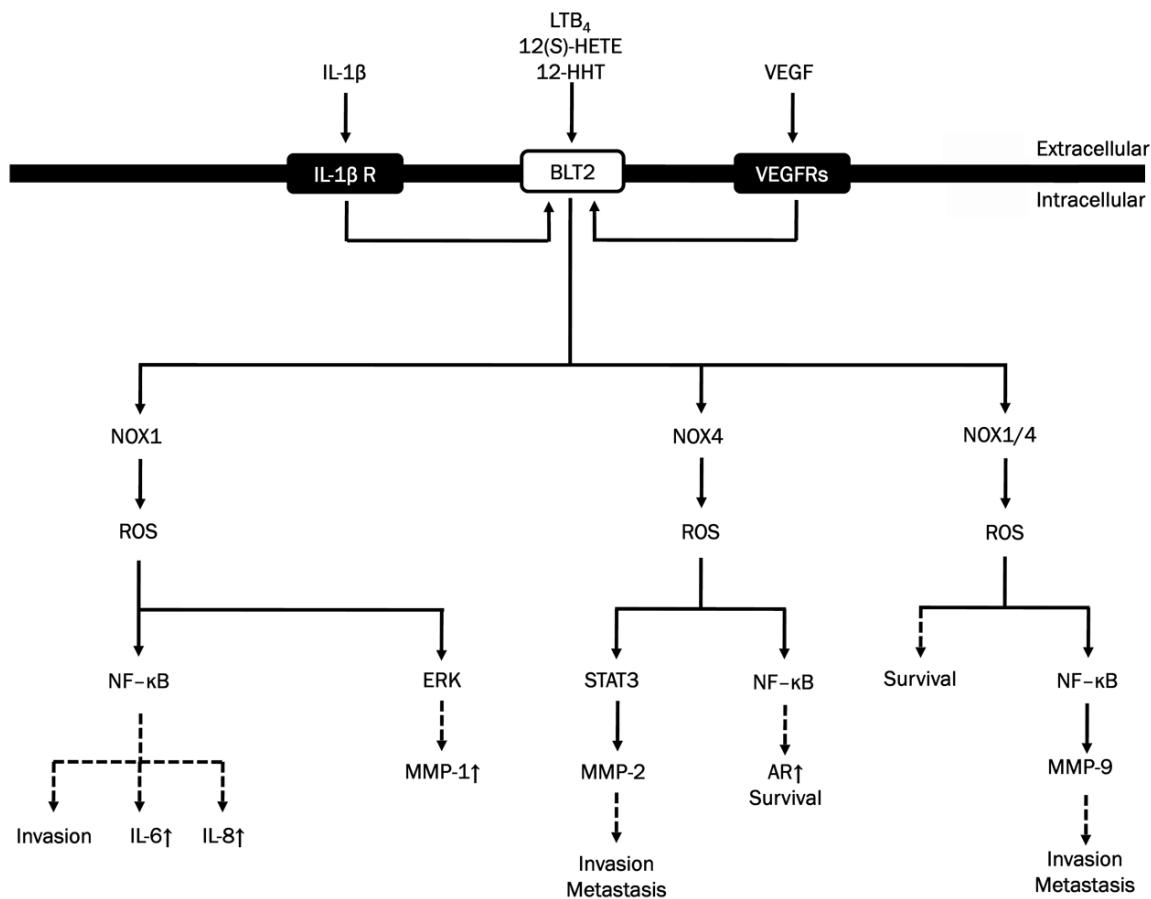 LTB₄
12(S)-HETE
12-HHT
IL-1β
VEGF
Extracellular
IL-1β R
BLT2
VEGFRs
Intracellular
NOX1
NOX4
NOX1/4
ROS
ROS
ROS
NF–κB
ERK
STAT3
NF–κB
Survival
NF–κB
MMP-1↑
MMP-2
AR↑
Survival
MMP-9
Invasion
IL-6↑
IL-8↑
Invasion
Metastasis
Invasion
Metastasis